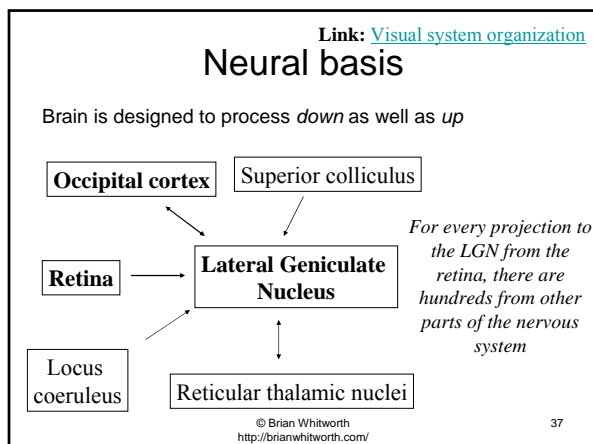 Link: Visual system organization
Neural basis
Brain is designed to process down as well as up
Occipital cortex
Superior colliculus
Retina
Lateral Geniculate
Nucleus
For every projection to
the LGN from the
retina, there are
hundreds from other
parts of the nervous
system
Locus
coeruleus
Reticular thalamic nuclei
© Brian Whitworth
http://brianwhitworth.com/
37